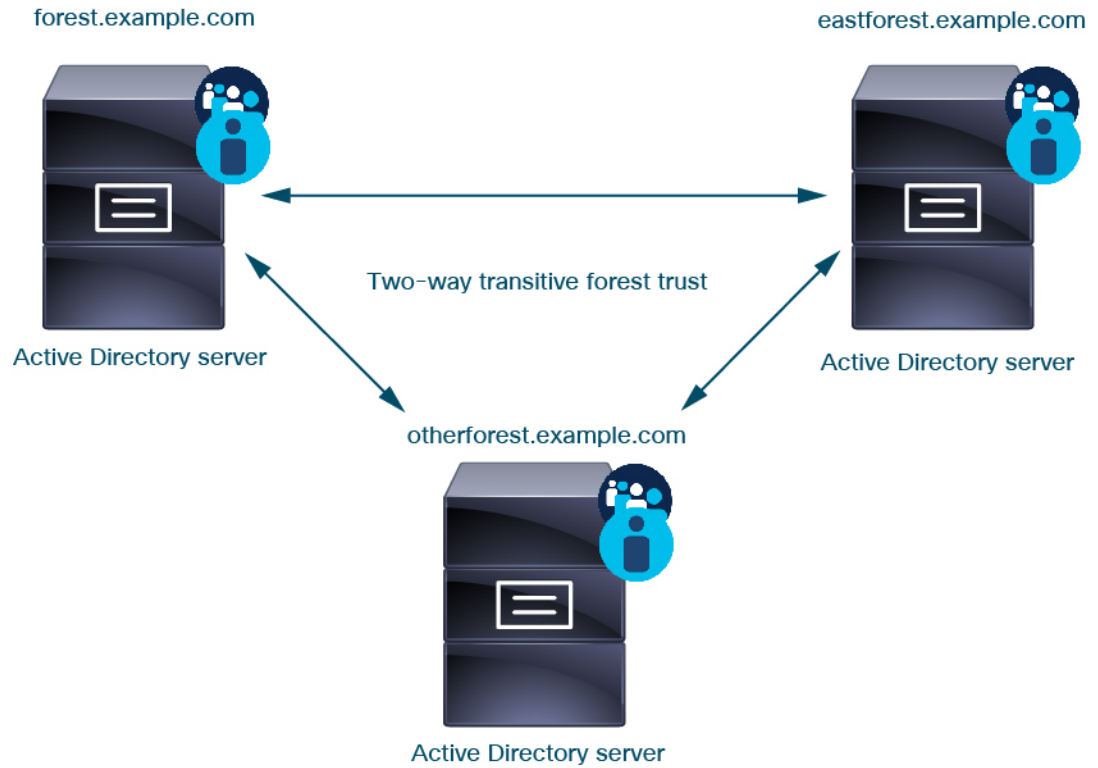 forest.example.com
eastforest.example.com
Two-way transitive forest trust
Active Directory server
Active Directory server
otherforest.example.com
Active Directory server